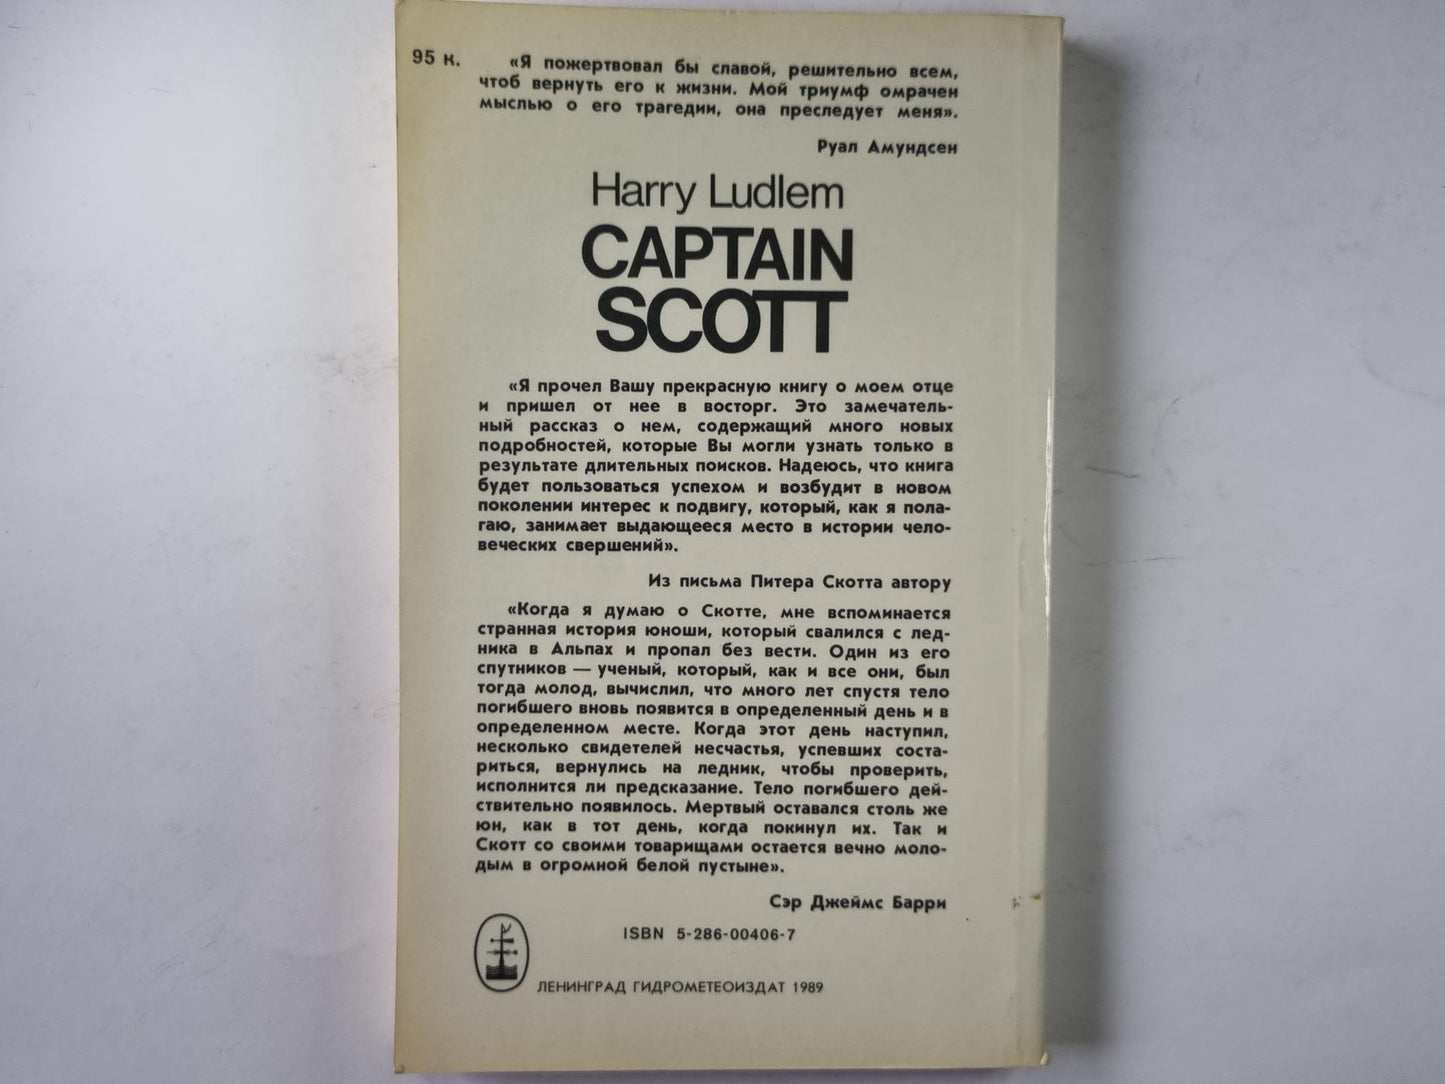 95 к.
«Я пожертвовал бы славой, решительно всем,
чтоб вернуть его к жизни. Мой триумф омрачен
мыслью о его трагедии, она преследует меня».
Руал Амундсен
Harry Ludlem
CAPTAIN
SCOTT
«Я прочел Вашу прекрасную книгу о моем отце
и пришел от нее в восторг. Это замечатель-
ный рассказ о нем, содержащий много новых
подробностей, которые Вы могли узнать только в
результате длительных поисков. Надеюсь, что книга
будет пользоваться успехом и возбудит в новом
поколении интерес к подвигу, который, как я пола-
гаю, занимает выдающееся место в истории чело-
веческих свершений».
Из письма Питера Скотта автору
«Когда я думаю о Скотте, мне вспоминается
странная история юноши, который свалился с лед-
ника в Альпах и пропал без вести. Один из его
спутников — ученый, который, как и все они, был
тогда молод, вычислил, что много лет спустя тело
погибшего вновь появится в определенный день и в
определенном месте. Когда этот день наступил,
несколько свидетелей несчастья, успевших соста-
риться, вернулись на ледник, чтобы проверить,
исполнится ли предсказание. Тело погибшего дей-
ствительно появилось. Мертвый оставался столь же
юн, как в тот день, когда покинул их. Так и
Скотт со своими товарищами остается вечно моло-
дым в огромной белой пустыне».
Сэр Джеймс Барри
ISBN 5-286-00406-7
ЛЕНИНГРАД ГИДРОМЕТЕОИЗДАТ 1989